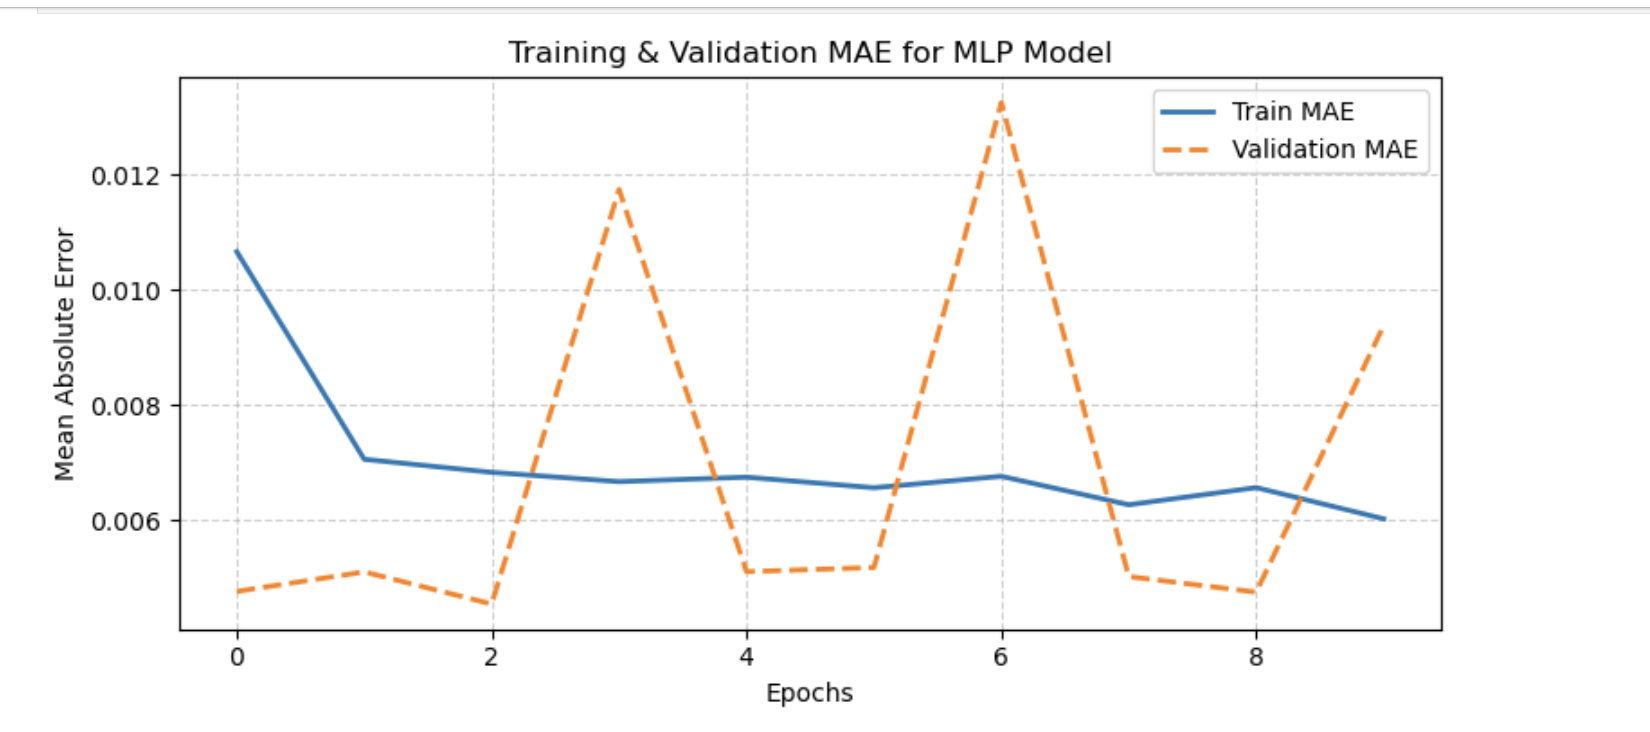 Training & Validation MAE for MLP Model
Train MAE
Validation MAE
Mean Absolute Error
0.012
0.010
0.008
0.006
0 2 4 6 8
Epochs